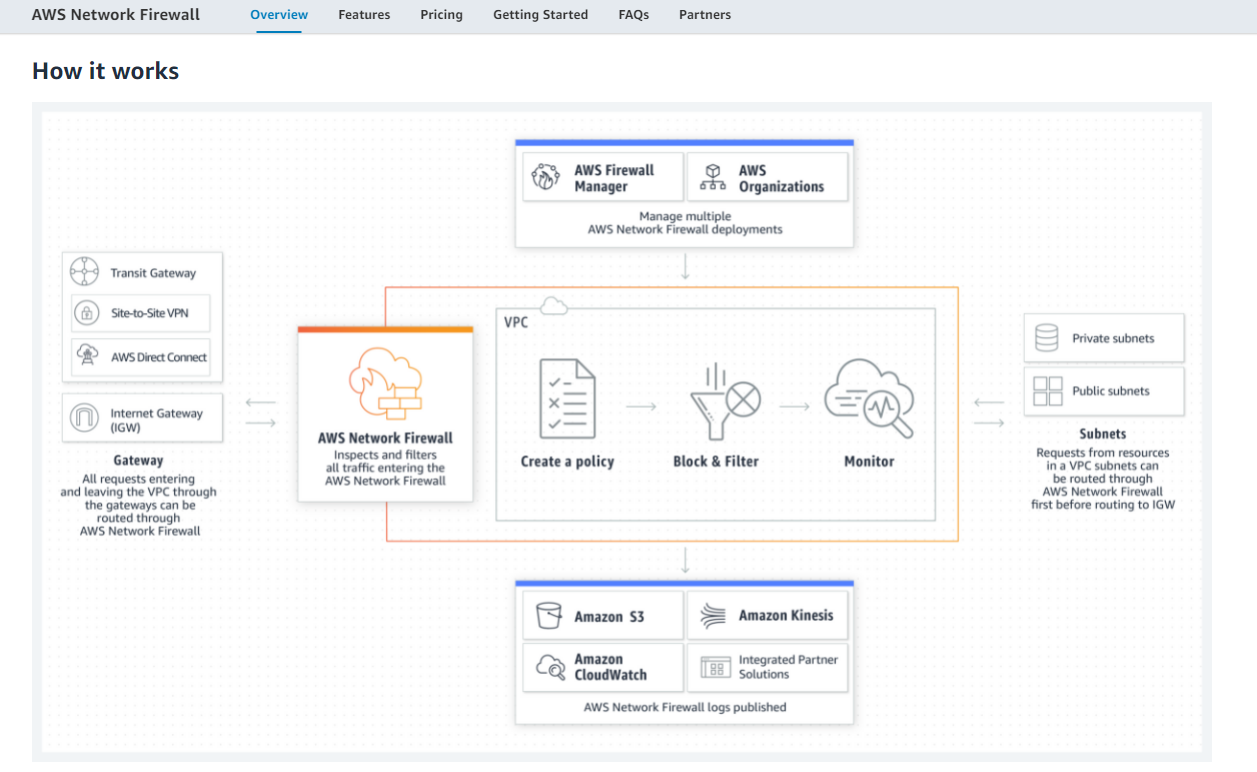 AWS Network Firewall
Overview
Features
Pricing
Getting Started
FAQs
Partners
How it works
AWS Firewall
Manager
AWS
Organizations
Manage multiple
AWS Network Firewall deployments
Transit Gateway
Site-to-Site VPN
AWS Direct Connect
Internet Gateway
(IGW)
Gateway
All requests entering
and leaving the VPC through
the gateways can be
routed through
AWS Network Firewall
AWS Network Firewall
Inspects and filters
all traffic entering the
AWS Network Firewall
VPC
Create a policy
Block & Filter
Monitor
Private subnets
Public subnets
Subnets
Requests from resources
in a VPC subnets can
be routed through
AWS Network Firewall
first before routing to IGW
Amazon S3
Amazon Kinesis
Amazon
CloudWatch
Integrated Partner
Solutions
AWS Network Firewall logs published